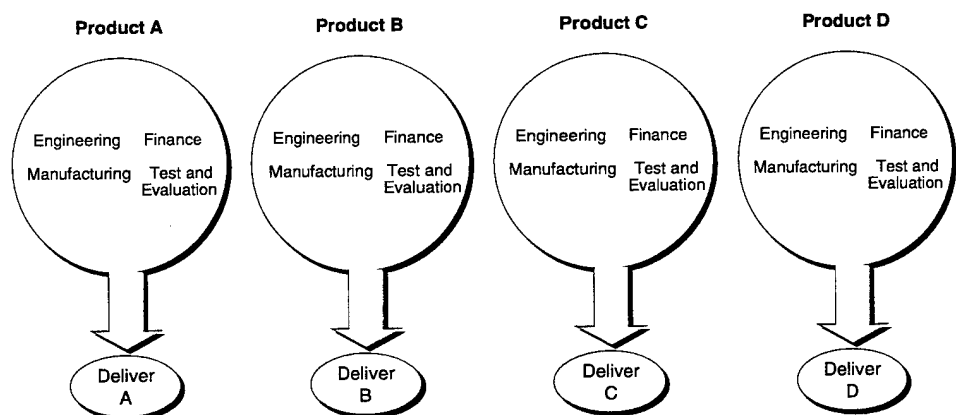 Product A
Engineering Finance
Manufacturing Test and
Evaluation
Deliver
A
Product B
Engineering Finance
Manufacturing Test and
Evaluation
Deliver
B
Product C
Engineering Finance
Manufacturing Test and
Evaluation
Deliver
C
Product D
Engineering Finance
Manufacturing Test and
Evaluation
Deliver
D